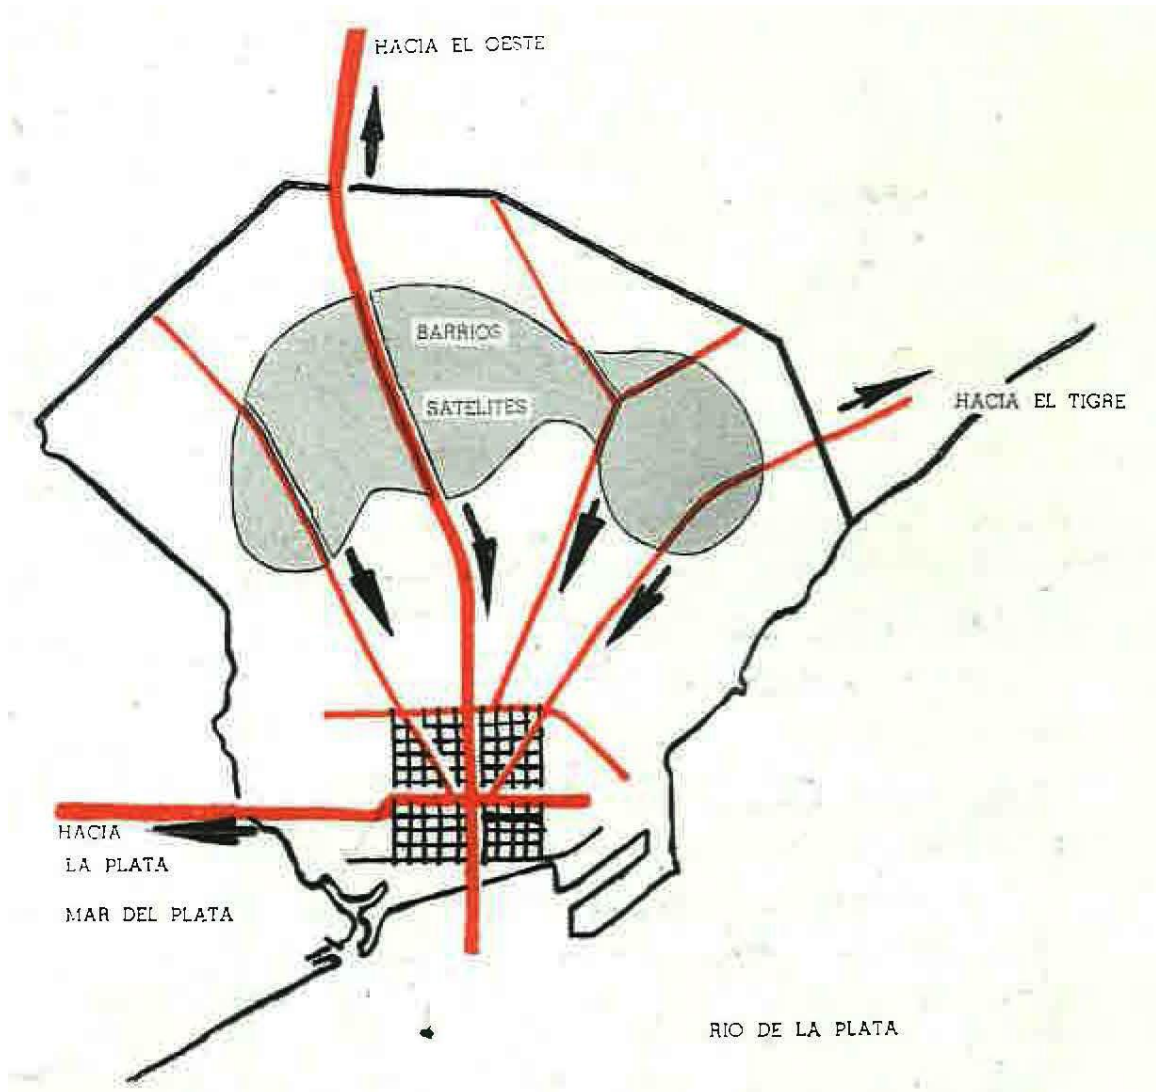 HACIA EL OESTE
BARRIOS
SATELITES
HACIA EL TIGRE
HACIA
LA PLATA
MAR DEL PLATA
RIO DE LA PLATA